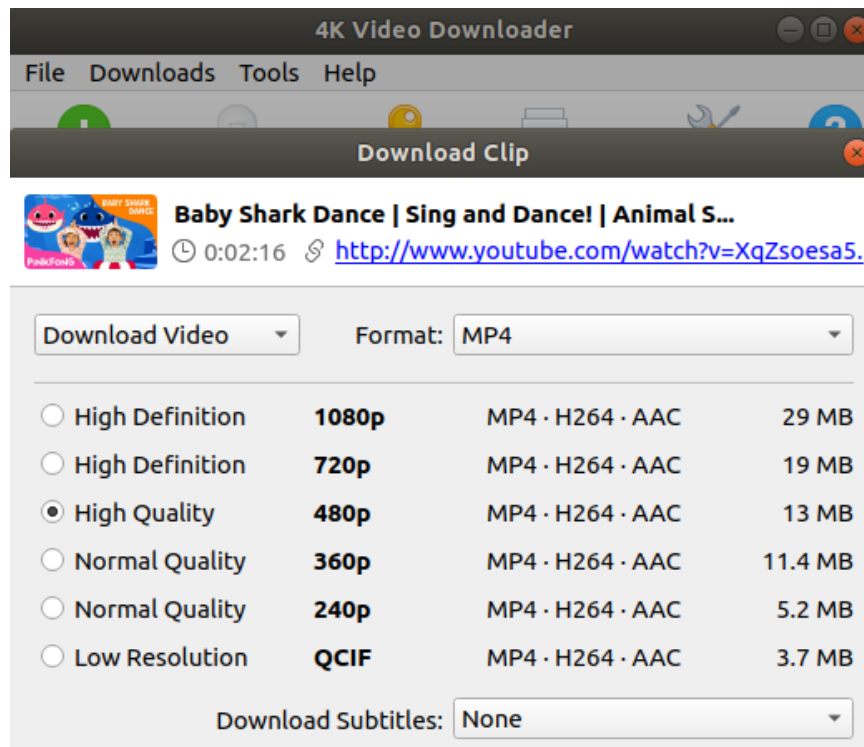 4K Video Downloader
File Downloads Tools Help
Download Clip
BABY SHARK
DANCE
PINKFONG
Baby Shark Dance | Sing and Dance! | Animal S...
0:02:16 http://www.youtube.com/watch?v=XqZsoesa5.
Download Video Format: MP4
High Definition 1080p MP4 · H264 · AAC 29 MB
High Definition 720p MP4 · H264 · AAC 19 MB
High Quality 480p MP4 · H264 · AAC 13 MB
Normal Quality 360p MP4 · H264 · AAC 11.4 MB
Normal Quality 240p MP4 · H264 · AAC 5.2 MB
Low Resolution QCIF MP4 · H264 · AAC 3.7 MB
Download Subtitles: None